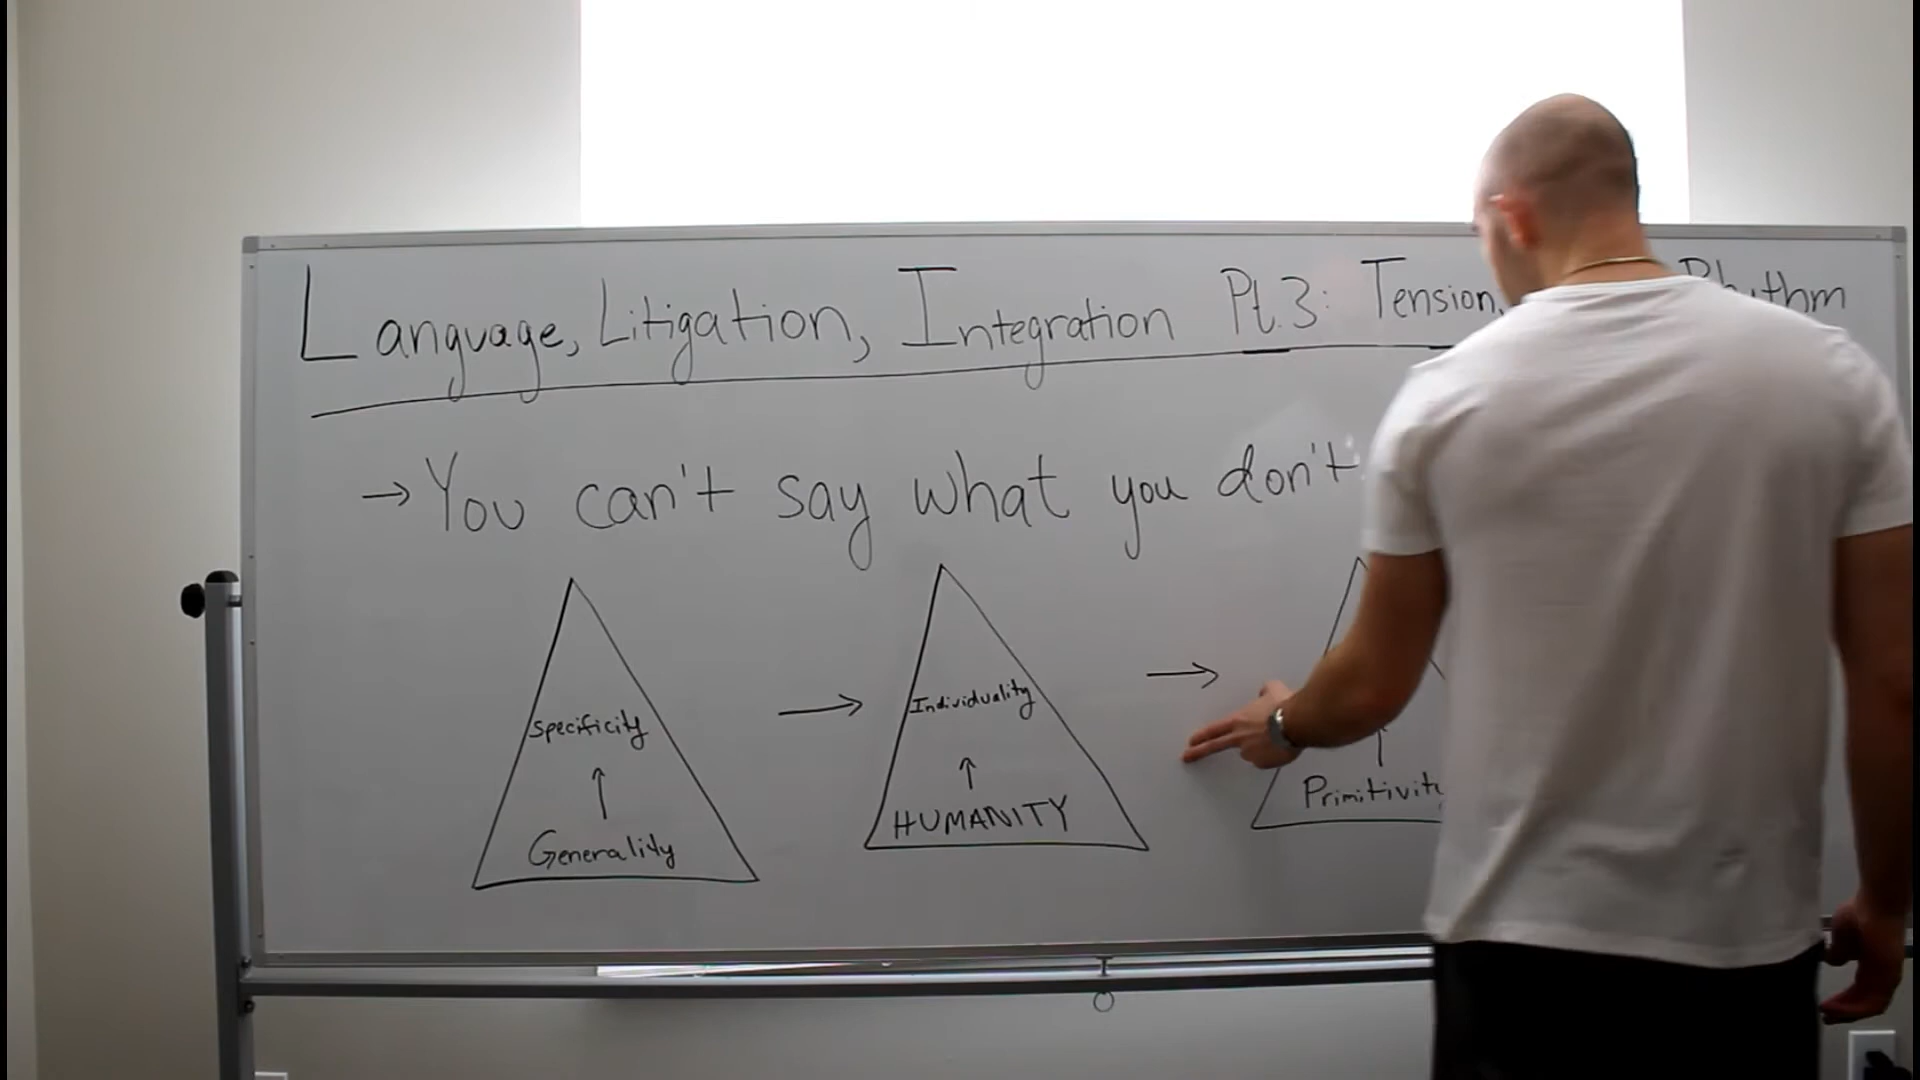 Language, Litigation, Integration Pt.3: Tension,
→ You can't say what you don't
Specificity
↑
Generality
→
Individuality
↑
HUMANITY
→
↑